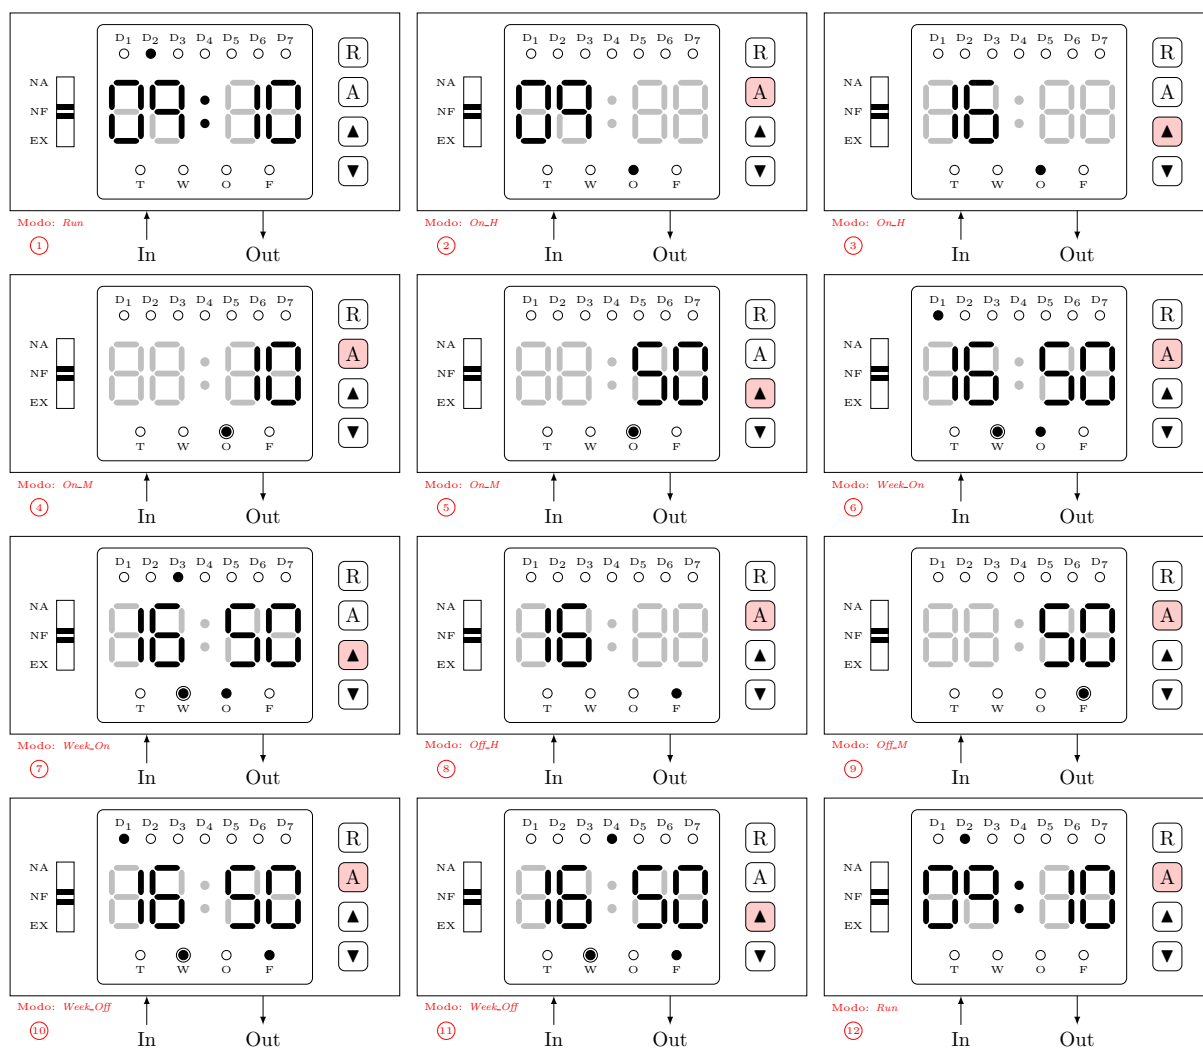 D1 D2 D3 D4 D5 D6 D7
NA
NF
EX
09:10
T W O F
R
A
▲
▼
Modo: Run
1
In Out
D1 D2 D3 D4 D5 D6 D7
NA
NF
EX
09
T W O F
R
A
▲
▼
Modo: On_H
2
In Out
D1 D2 D3 D4 D5 D6 D7
NA
NF
EX
16
T W O F
R
A
▲
▼
Modo: On_H
3
In Out
D1 D2 D3 D4 D5 D6 D7
NA
NF
EX
10
T W O F
R
A
▲
▼
Modo: On_M
4
In Out
D1 D2 D3 D4 D5 D6 D7
NA
NF
EX
50
T W O F
R
A
▲
▼
Modo: On_M
5
In Out
D1 D2 D3 D4 D5 D6 D7
NA
NF
EX
16 50
T W O F
R
A
▲
▼
Modo: Week_On
6
In Out
D1 D2 D3 D4 D5 D6 D7
NA
NF
EX
16 50
T W O F
R
A
▲
▼
Modo: Week_On
7
In Out
D1 D2 D3 D4 D5 D6 D7
NA
NF
EX
16
T W O F
R
A
▲
▼
Modo: Off_H
8
In Out
D1 D2 D3 D4 D5 D6 D7
NA
NF
EX
50
T W O F
R
A
▲
▼
Modo: Off_M
9
In Out
D1 D2 D3 D4 D5 D6 D7
NA
NF
EX
16 50
T W O F
R
A
▲
▼
Modo: Week_Off
10
In Out
D1 D2 D3 D4 D5 D6 D7
NA
NF
EX
16 50
T W O F
R
A
▲
▼
Modo: Week_Off
11
In Out
D1 D2 D3 D4 D5 D6 D7
NA
NF
EX
09:10
T W O F
R
A
▲
▼
Modo: Run
12
In Out